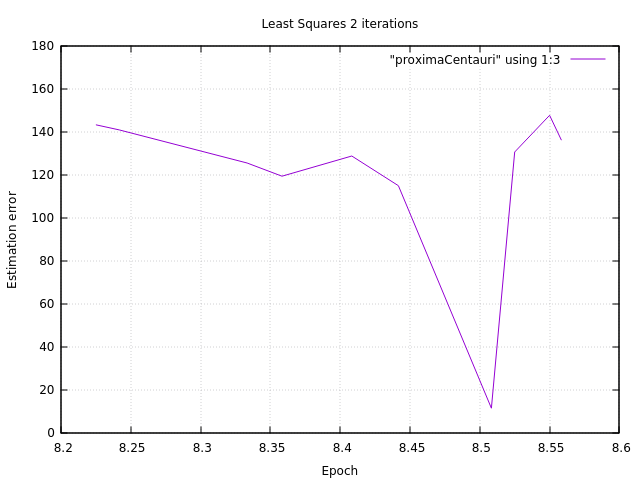 Least Squares 2 iterations
"proximaCentauri" using 1:3
180
160
140
120
100
80
60
40
20
0
Estimation error
8.2 8.25 8.3 8.35 8.4 8.45 8.5 8.55 8.6
Epoch